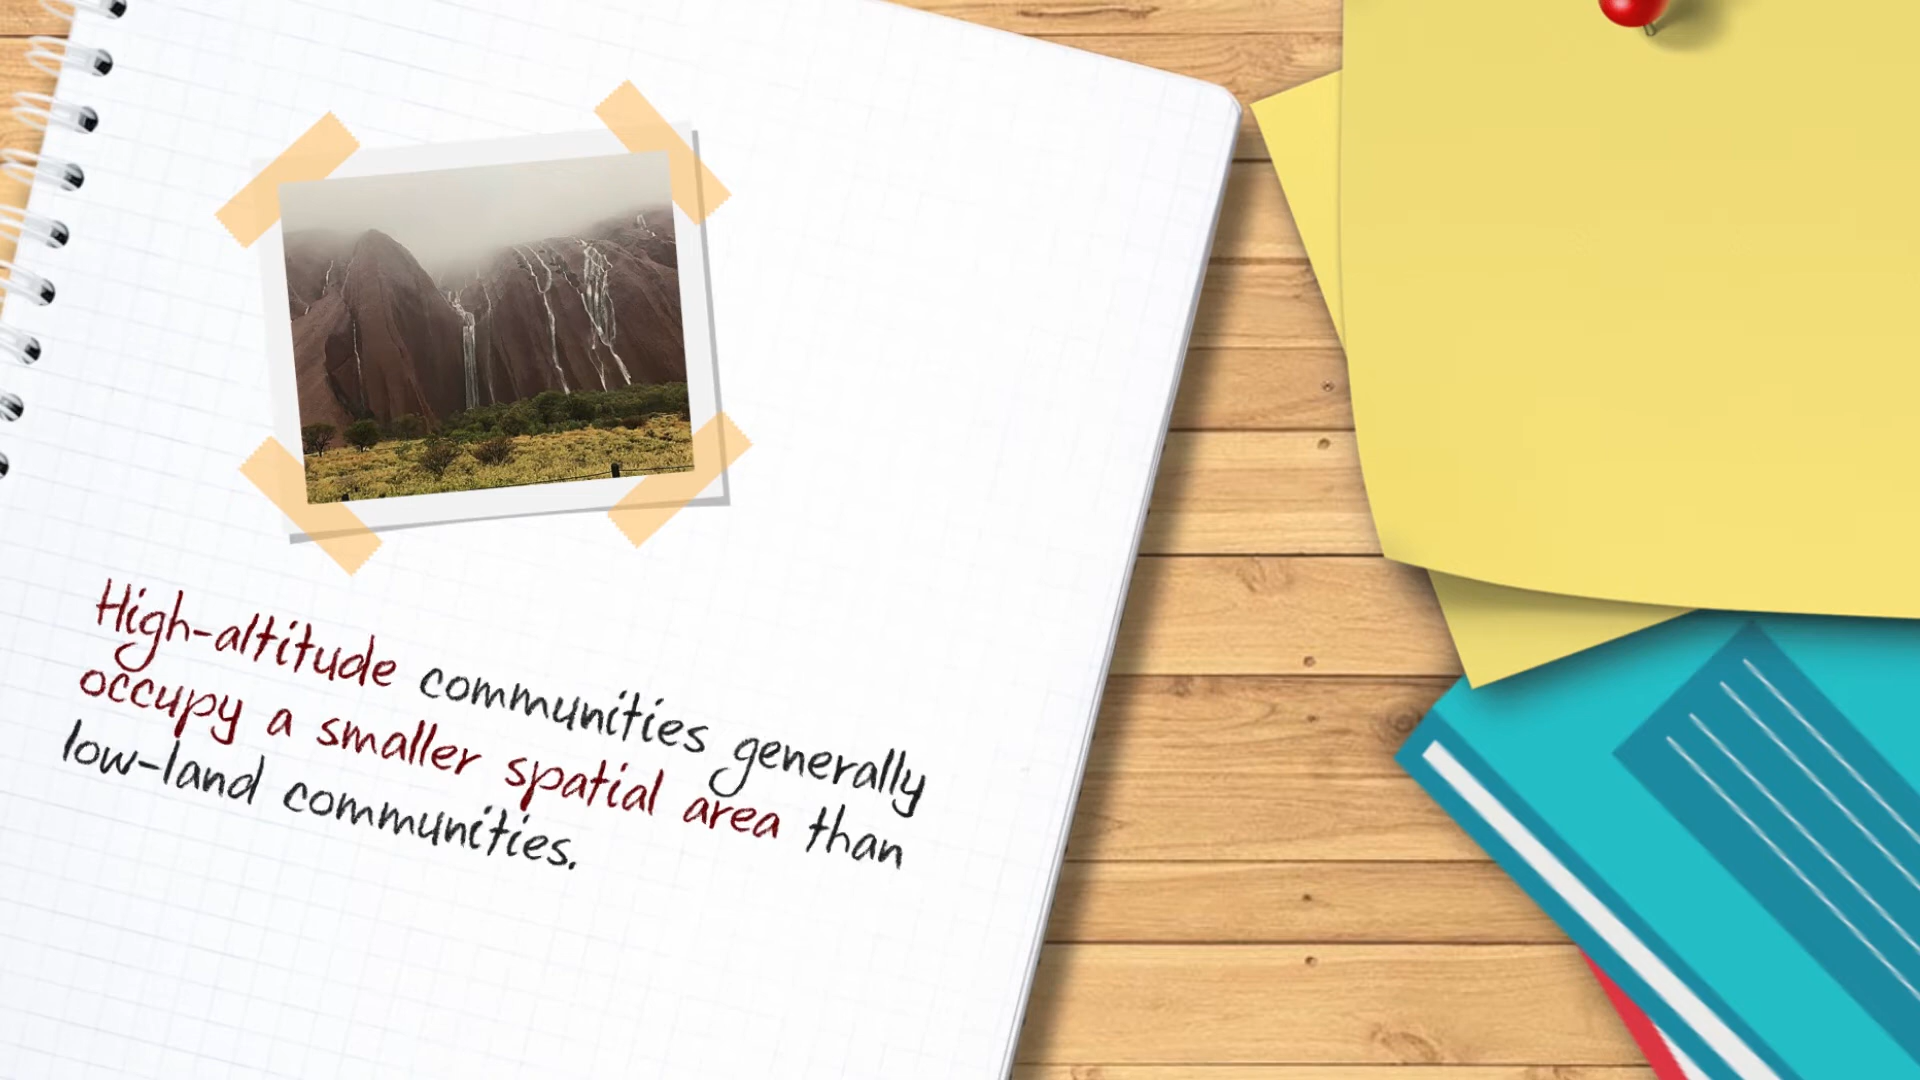 High-altitude communities generally
occupy a smaller spatial area than
low-land communities.